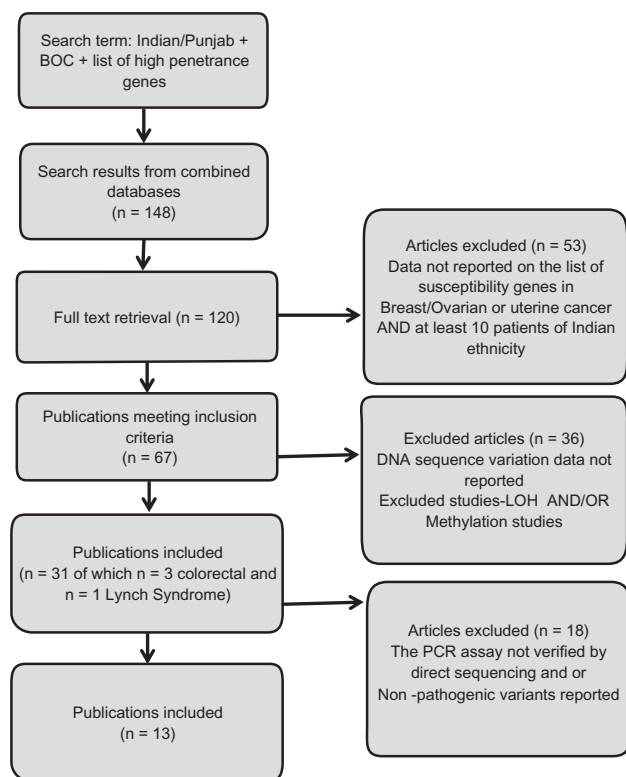 Search term: Indian/Punjab +
BOC + list of high penetrance
genes
Search results from combined
databases
(n = 148)
Full text retrieval (n = 120)
Articles excluded (n = 53)
Data not reported on the list of
susceptibility genes in
Breast/Ovarian or uterine cancer
AND at least 10 patients of Indian
ethnicity
Publications meeting inclusion
criteria
(n = 67)
Excluded articles (n = 36)
DNA sequence variation data not
reported
Excluded studies-LOH AND/OR
Methylation studies
Publications included
(n = 31 of which n = 3 colorectal and
n = 1 Lynch Syndrome)
Articles excluded (n = 18)
The PCR assay not verified by
direct sequencing and or
Non -pathogenic variants reported
Publications included
(n = 13)